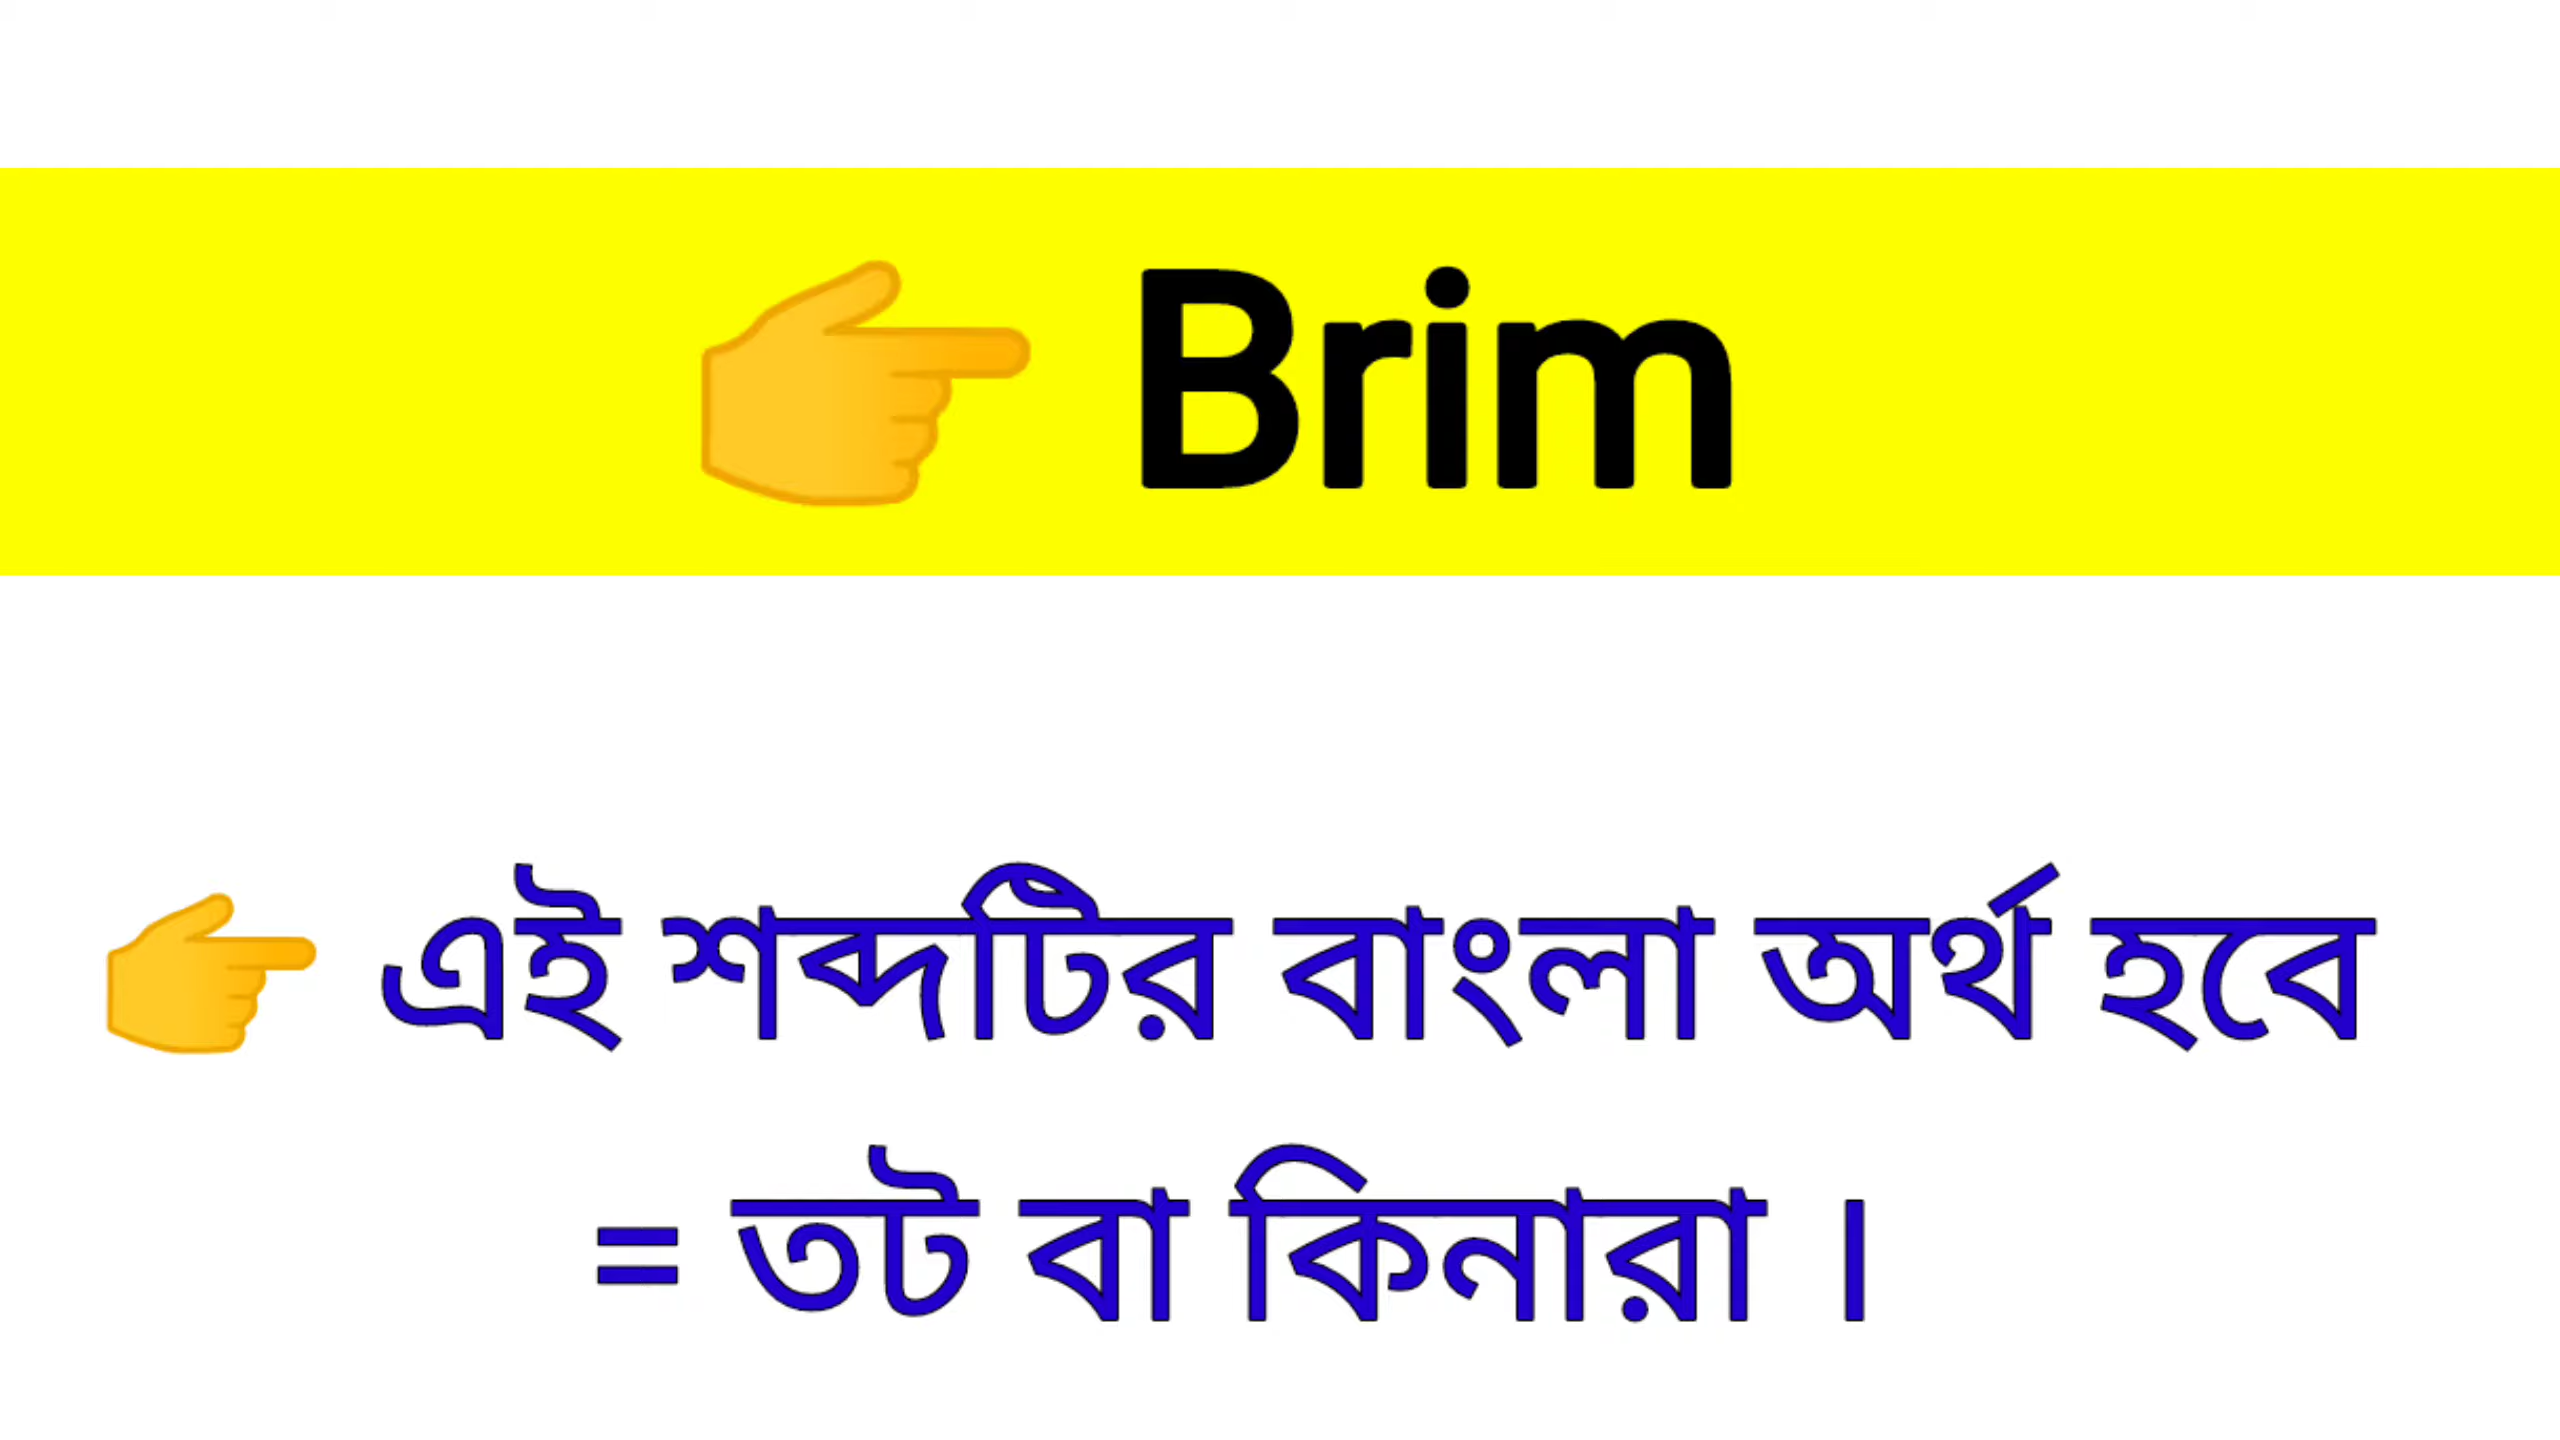 👉 Brim
👉 এই শব্দটির বাংলা অর্থ হবে
= তট বা কিনারা ।